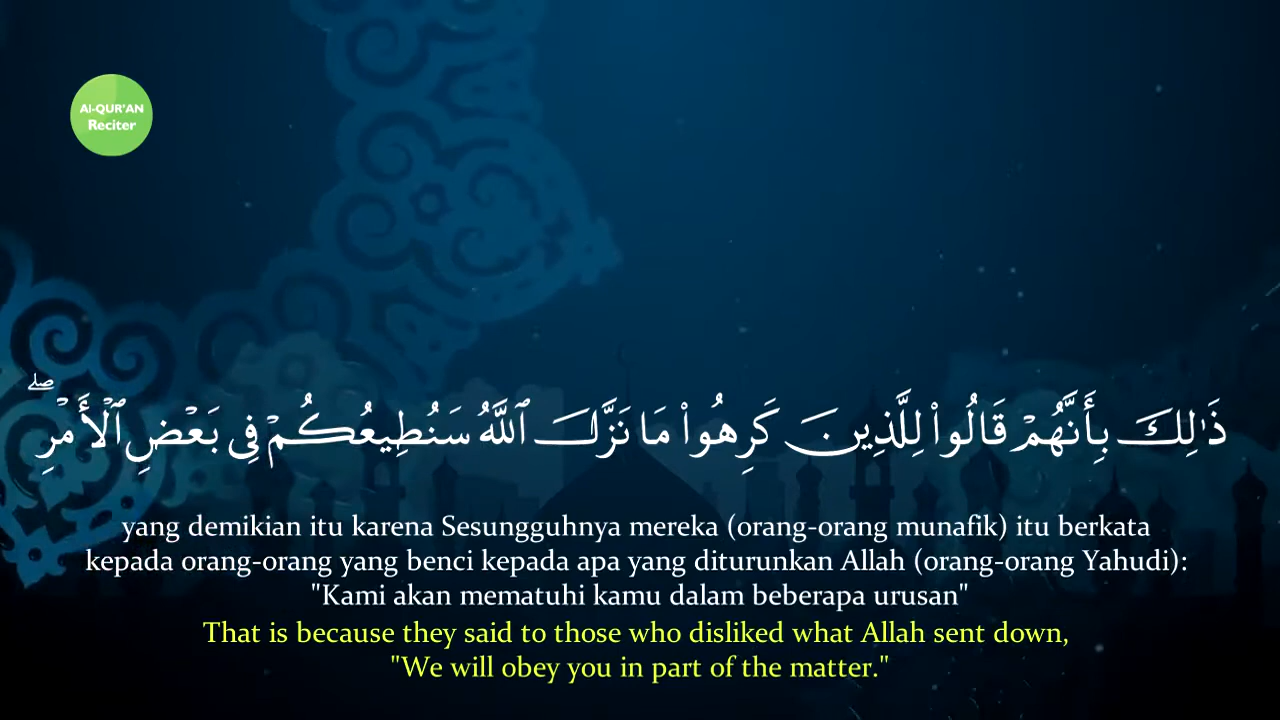 Al-QUR'AN
Reciter
ذَٰلِكَ بِأَنَّهُمْ قَالُوا۟ لِلَّذِينَ كَرِهُوا۟ مَا نَزَّلَ ٱللَّهُ سَنُطِيعُكُمْ فِى بَعْضِ ٱلْأَمْرِ ۖ
yang demikian itu karena Sesungguhnya mereka (orang-orang munafik) itu berkata
kepada orang-orang yang benci kepada apa yang diturunkan Allah (orang-orang Yahudi):
"Kami akan mematuhi kamu dalam beberapa urusan"
That is because they said to those who disliked what Allah sent down,
"We will obey you in part of the matter."